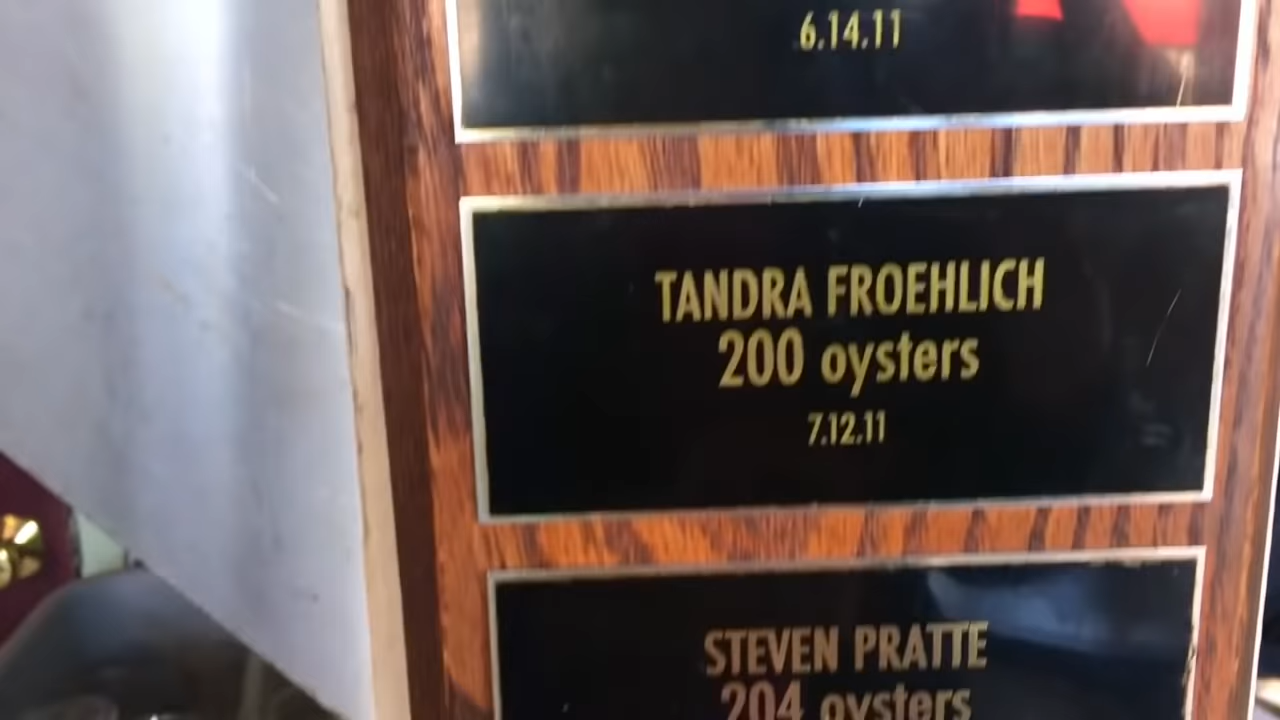 6.14.11
TANDRA FROEHLICH
200 oysters
7.12.11
STEVEN PRATTE
204 oysters